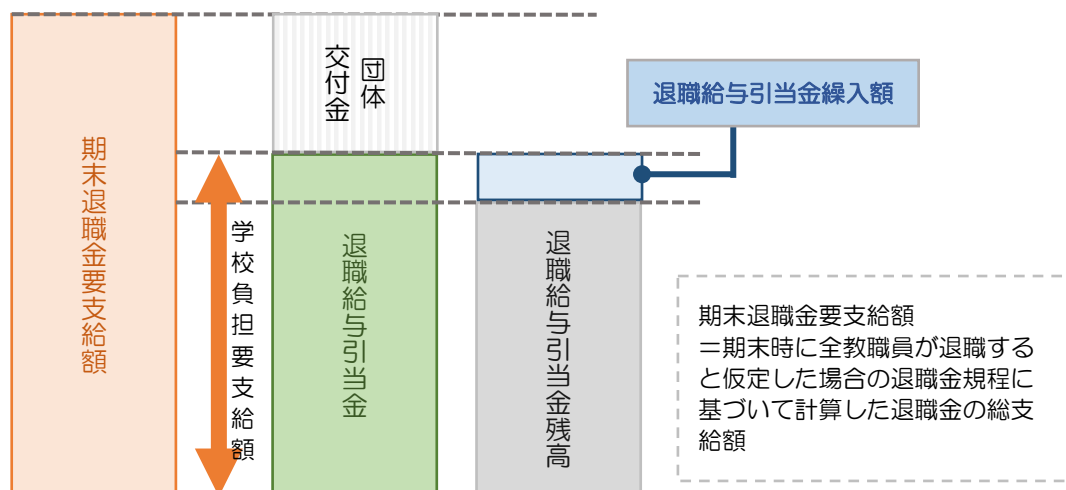 期末退職金要支給額
学校負担要支給額
団体
交付金
退職給与引当金
退職給与引当金残高
退職給与引当金繰入額
期末退職金要支給額
＝期末時に全教職員が退職する
と仮定した場合の退職金規程に
基づいて計算した退職金の総支
給額